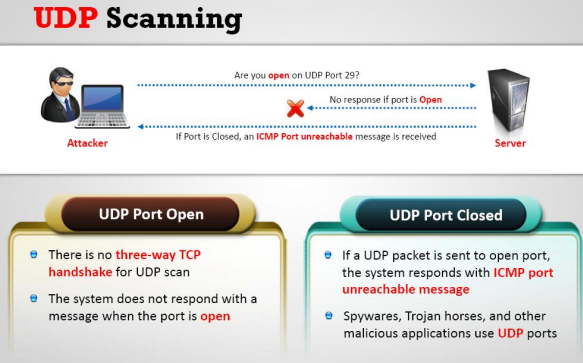 UDP Scanning
Are you open on UDP Port 29?
No response if port is Open
If Port is Closed, an ICMP Port unreachable message is received
Attacker
Server
UDP Port Open
There is no three-way TCP
handshake for UDP scan
The system does not respond with a
message when the port is open
UDP Port Closed
If a UDP packet is sent to open port,
the system responds with ICMP port
unreachable message
Spywares, Trojan horses, and other
malicious applications use UDP ports